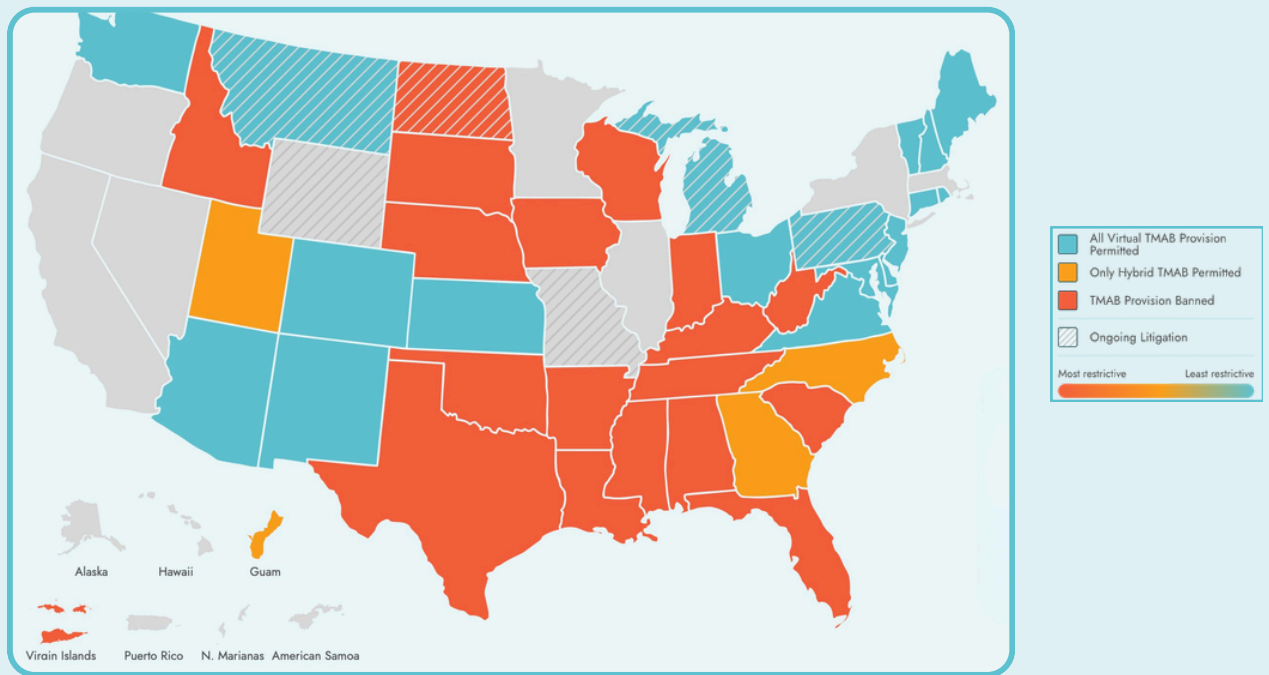 All Virtual TMAB Provision
Permitted
Only Hybrid TMAB Permitted
TMAB Provision Banned
Ongoing Litigation
Most restrictive
Least restrictive
Alaska
Hawaii
Guam
Virgin Islands
Puerto Rico
N. Marianas
American Samoa